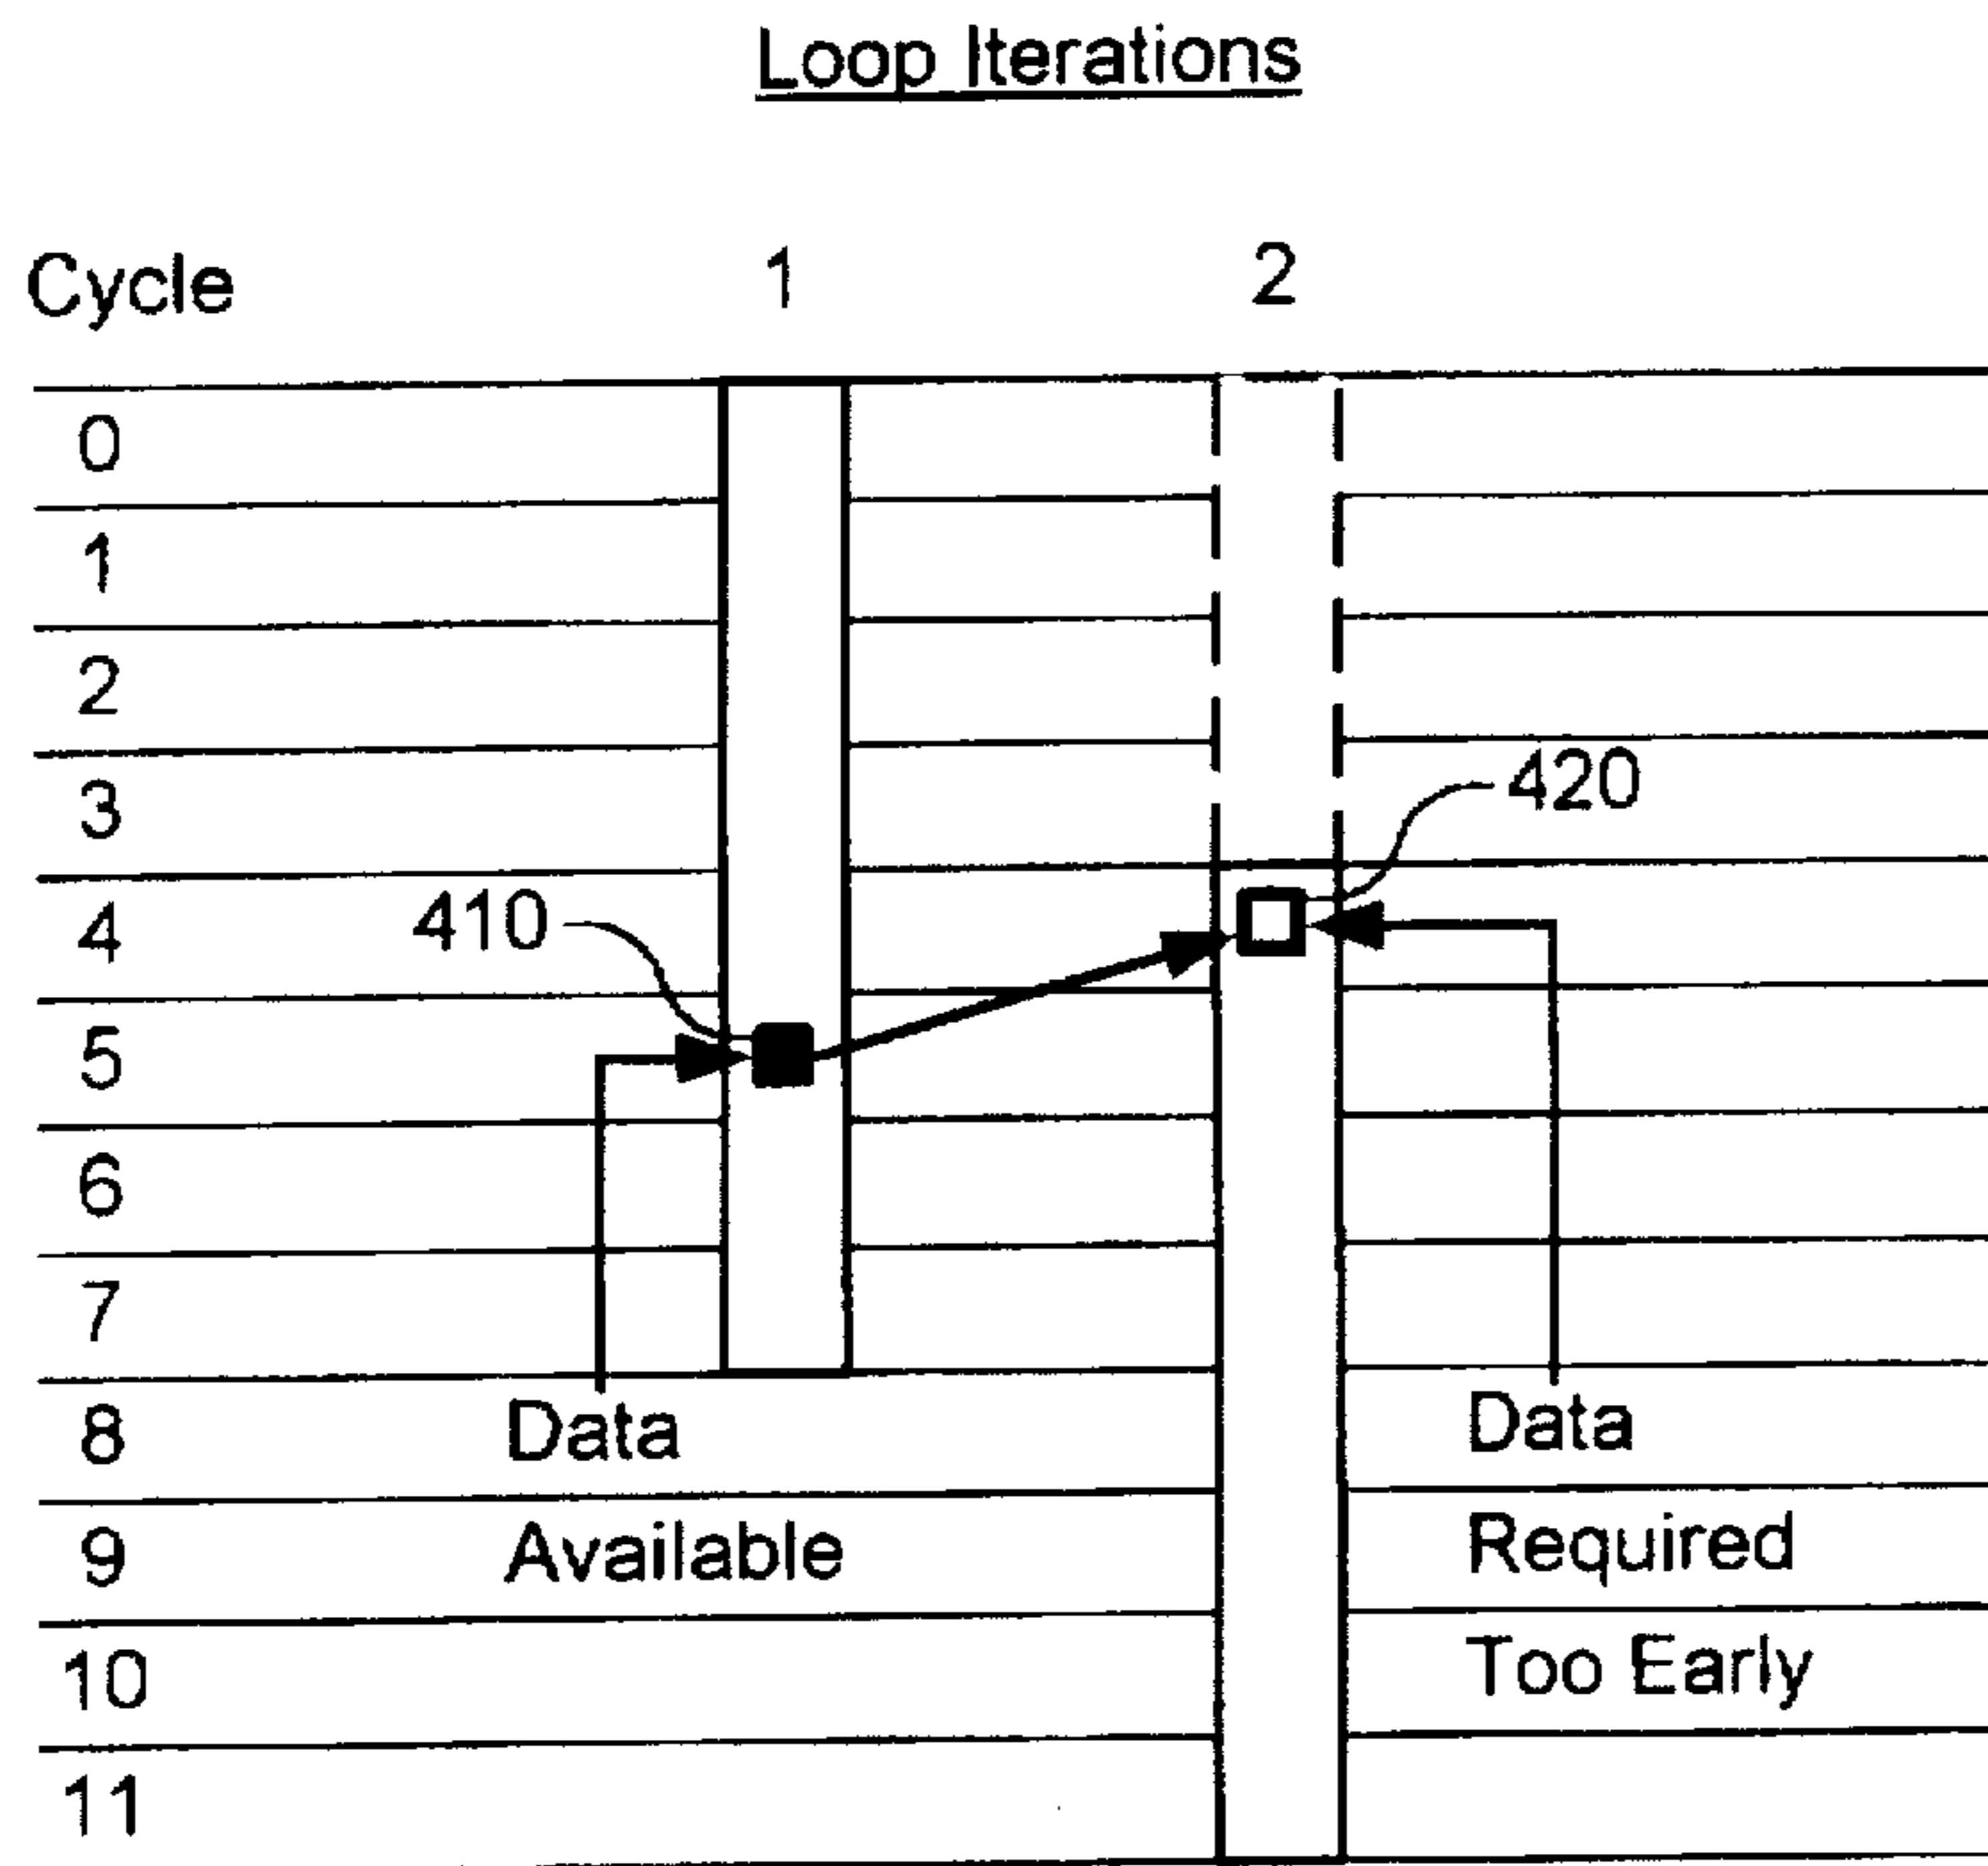 Loop Iterations
Cycle 1 2
0
1
2
3 420
4 410
5
6
7
8 Data Data
9 Available Required
10 Too Early
11